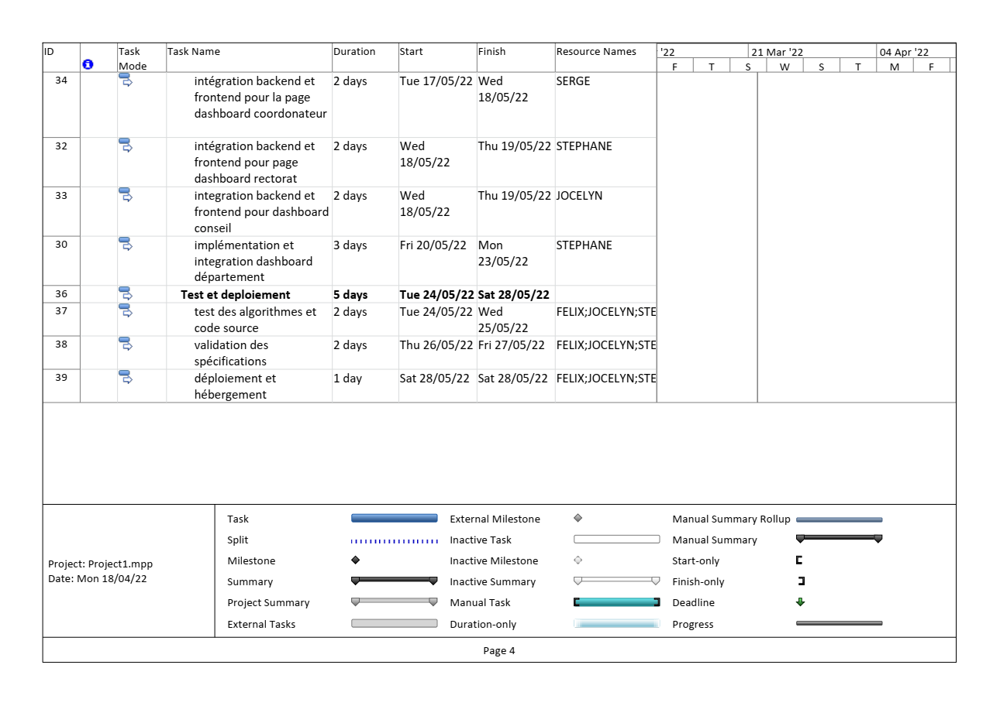 ID Task Mode Task Name Duration Start Finish Resource Names '22 21 Mar '22 04 Apr '22
F T S W S T M F
34 intégration backend et 2 days Tue 17/05/22 Wed SERGE
frontend pour la page 18/05/22
dashboard coordonateur
32 intégration backend et 2 days Wed Thu 19/05/22 STEPHANE
frontend pour page 18/05/22
dashboard rectorat
33 integration backend et 2 days Wed Thu 19/05/22 JOCELYN
frontend pour dashboard 18/05/22
conseil
30 implémentation et 3 days Fri 20/05/22 Mon STEPHANE
integration dashboard 23/05/22
département
36 Test et deploiement 5 days Tue 24/05/22 Sat 28/05/22
37 test des algorithmes et 2 days Tue 24/05/22 Wed FELIX;JOCELYN;STE
code source 25/05/22
38 validation des 2 days Thu 26/05/22 Fri 27/05/22 FELIX;JOCELYN;STE
spécifications
39 déploiement et 1 day Sat 28/05/22 Sat 28/05/22 FELIX;JOCELYN;STE
hébergement
Project: Project1.mpp
Date: Mon 18/04/22
Task External Milestone Manual Summary Rollup
Split Inactive Task Manual Summary
Milestone Inactive Milestone Start-only
Summary Inactive Summary Finish-only
Project Summary Manual Task Deadline
External Tasks Duration-only Progress
Page 4